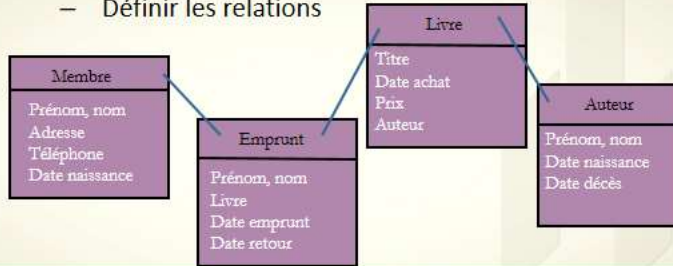 – Définir les relations
Membre
Prénom, nom
Adresse
Téléphone
Date naissance
Emprunt
Prénom, nom
Livre
Date emprunt
Date retour
Livre
Titre
Date achat
Prix
Auteur
Auteur
Prénom, nom
Date naissance
Date décès